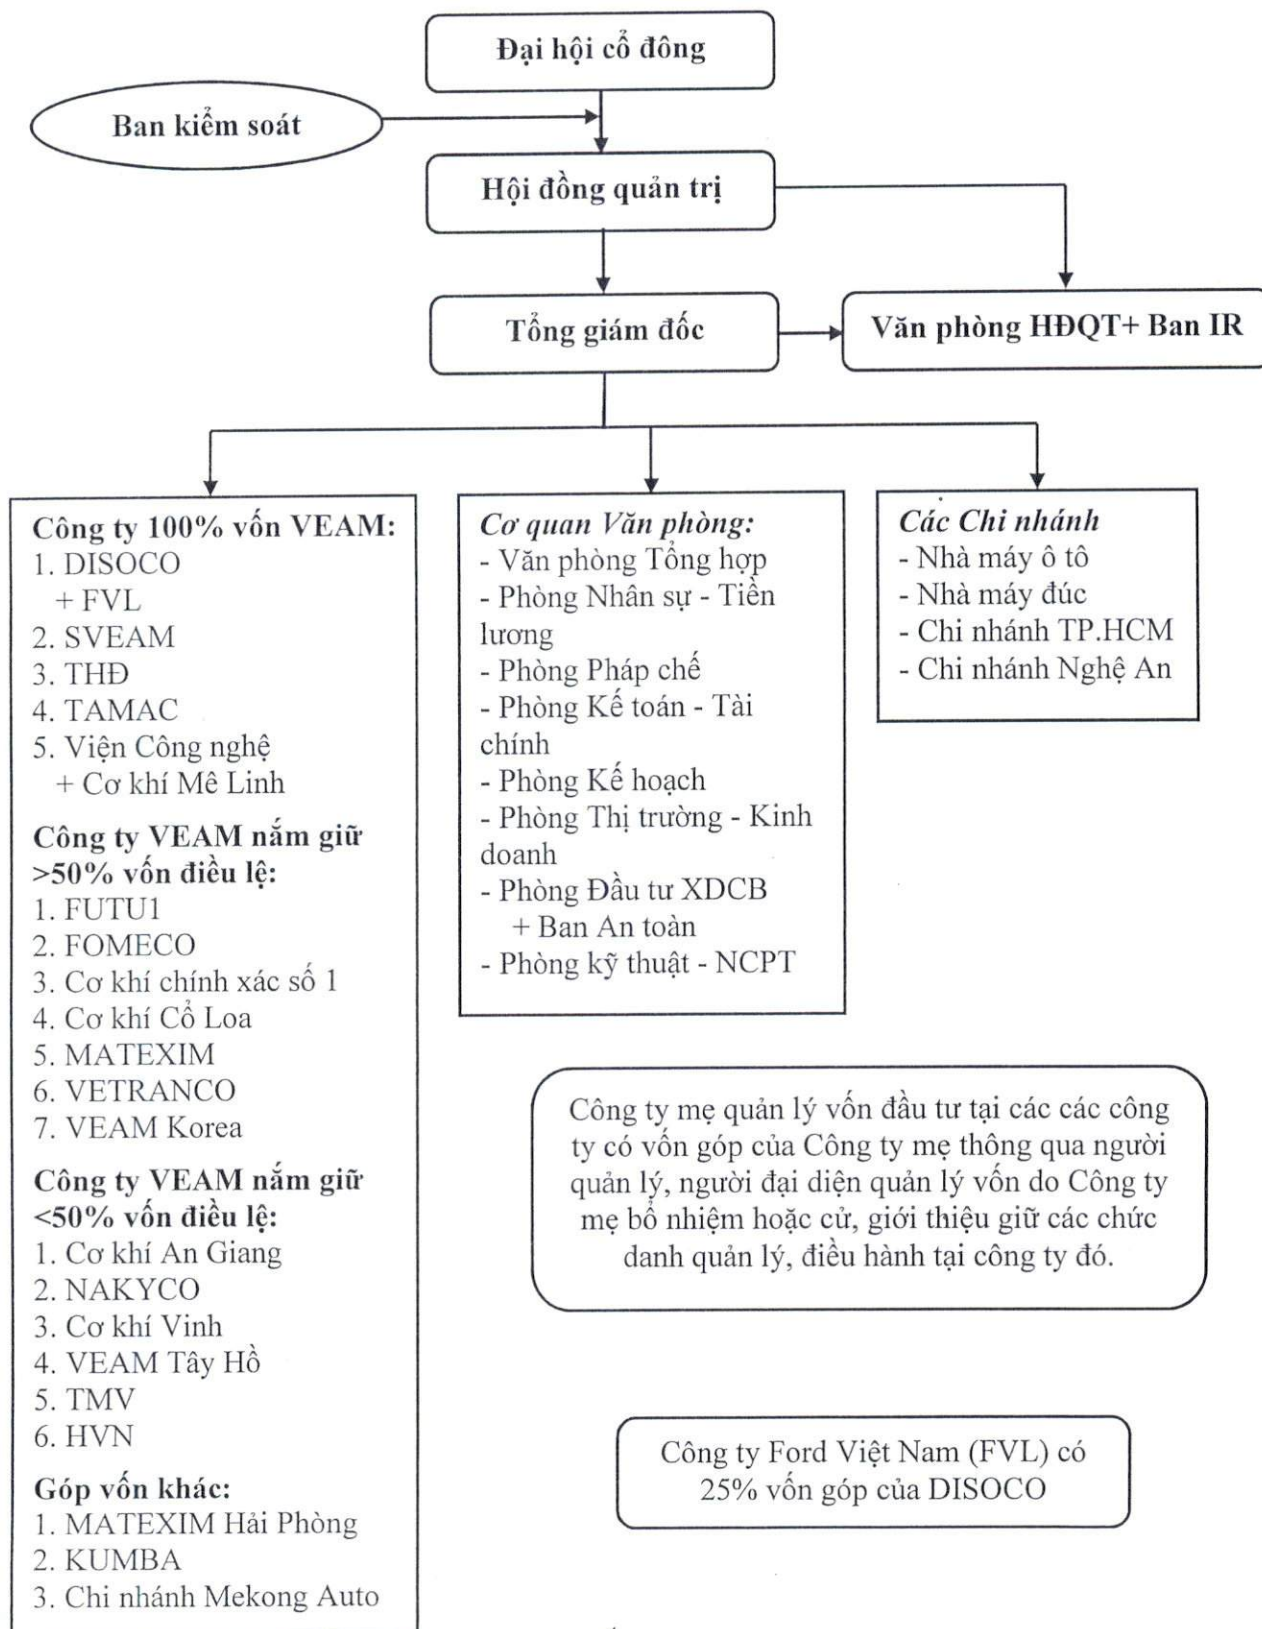 Đại hội cổ đông
Ban kiểm soát
Hội đồng quản trị
Tổng giám đốc
Văn phòng HĐQT+ Ban IR
Công ty 100% vốn VEAM:
1. DISOCO
+ FVL
2. SVEAM
3. THĐ
4. TAMAC
5. Viện Công nghệ
+ Cơ khí Mê Linh
Công ty VEAM nắm giữ
>50% vốn điều lệ:
1. FUTU1
2. FOMECO
3. Cơ khí chính xác số 1
4. Cơ khí Cổ Loa
5. MATEXIM
6. VETRANCO
7. VEAM Korea
Công ty VEAM nắm giữ
<50% vốn điều lệ:
1. Cơ khí An Giang
2. NAKYCO
3. Cơ khí Vinh
4. VEAM Tây Hồ
5. TMV
6. HVN
Góp vốn khác:
1. MATEXIM Hải Phòng
2. KUMBA
3. Chi nhánh Mekong Auto
Cơ quan Văn phòng:
- Văn phòng Tổng hợp
- Phòng Nhân sự - Tiền
lương
- Phòng Pháp chế
- Phòng Kế toán - Tài
chính
- Phòng Kế hoạch
- Phòng Thị trường - Kinh
doanh
- Phòng Đầu tư XDCB
+ Ban An toàn
- Phòng kỹ thuật - NCPT
Các Chi nhánh
- Nhà máy ô tô
- Nhà máy đúc
- Chi nhánh TP.HCM
- Chi nhánh Nghệ An
Công ty mẹ quản lý vốn đầu tư tại các các công
ty có vốn góp của Công ty mẹ thông qua người
quản lý, người đại diện quản lý vốn do Công ty
mẹ bổ nhiệm hoặc cử, giới thiệu giữ các chức
danh quản lý, điều hành tại công ty đó.
Công ty Ford Việt Nam (FVL) có
25% vốn góp của DISOCO